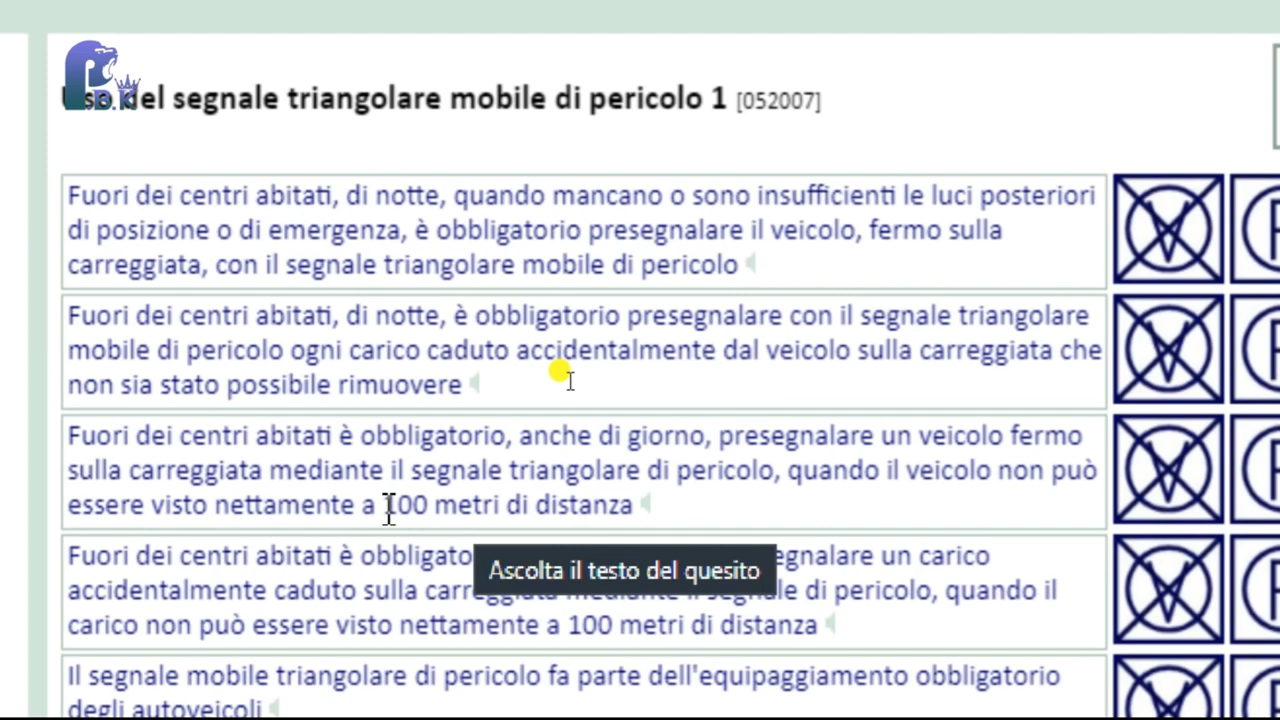 Uso del segnale triangolare mobile di pericolo 1 [052007]
Fuori dei centri abitati, di notte, quando mancano o sono insufficienti le luci posteriori
di posizione o di emergenza, è obbligatorio presegnalare il veicolo, fermo sulla
carreggiata, con il segnale triangolare mobile di pericolo
V
Fuori dei centri abitati, di notte, è obbligatorio presegnalare con il segnale triangolare
mobile di pericolo ogni carico caduto accidentalmente dal veicolo sulla carreggiata che
non sia stato possibile rimuovere
V
Fuori dei centri abitati è obbligatorio, anche di giorno, presegnalare un veicolo fermo
sulla carreggiata mediante il segnale triangolare di pericolo, quando il veicolo non può
essere visto nettamente a 100 metri di distanza
V
Fuori dei centri abitati è un carico
Ascolta il testo del quesito
accidentalmente caduto sulla di pericolo, quando il
carico non può essere visto nettamente a 100 metri di distanza
V
Il segnale mobile triangolare di pericolo fa parte dell'equipaggiamento obbligatorio
degli autoveicoli
V